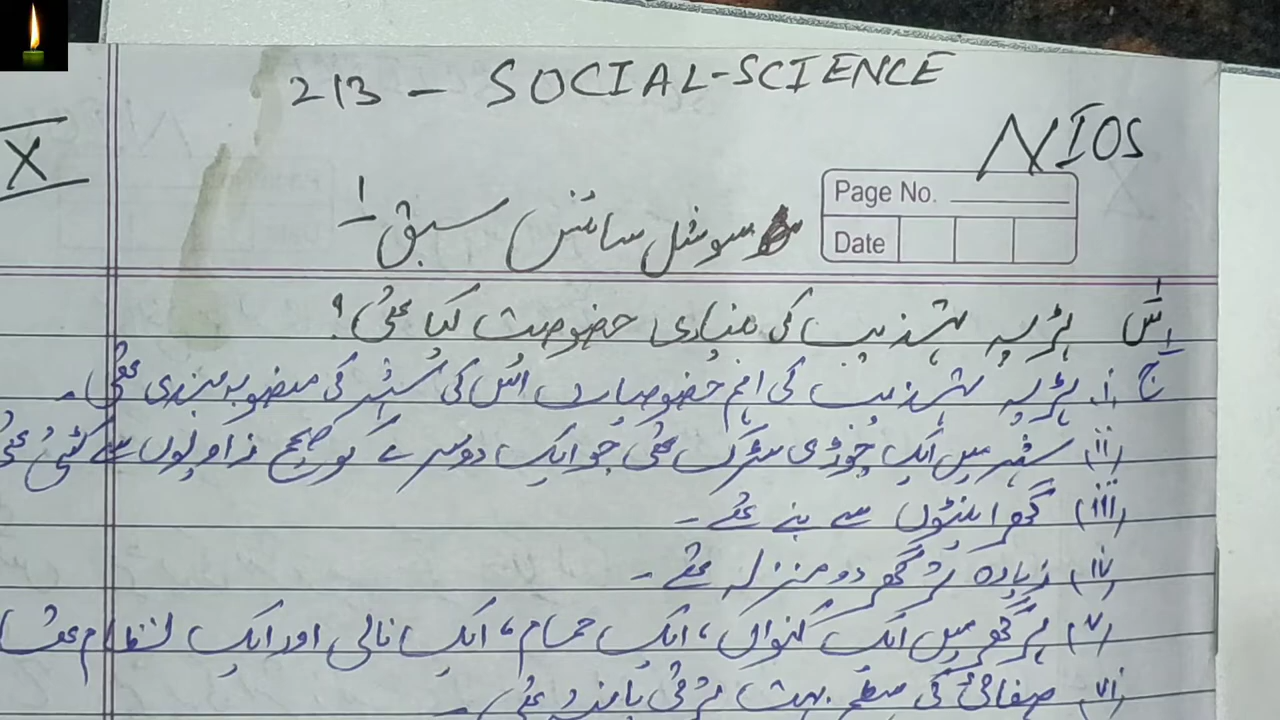 213 - SOCIAL-SCIENCE
NIOS
X
Page No.
Date
سوشل سائنس سبق 1
س1 ہڑپہ تہذیب کی بنیادی خصوصیت کیا تھی؟
ج i. ہڑپہ تہذیب کی اہم خصوصیات اُس کی شہر کی منصوبہ بندی تھی۔
(ii شہر میں ایک چوڑی سڑک تھی جو ایک دوسرے کو صحیح زاویوں سے کٹی تھی
(iii گھر اینٹوں سے بنے تھے۔
(iv زیادہ تر گھر دو منزلہ تھے۔
(v ہر گھر میں ایک کنواں، ایک حمام، ایک نالی اور ایک نظام تھا
(vi صفائی کی سطح بہت ترقی یافتہ تھی۔